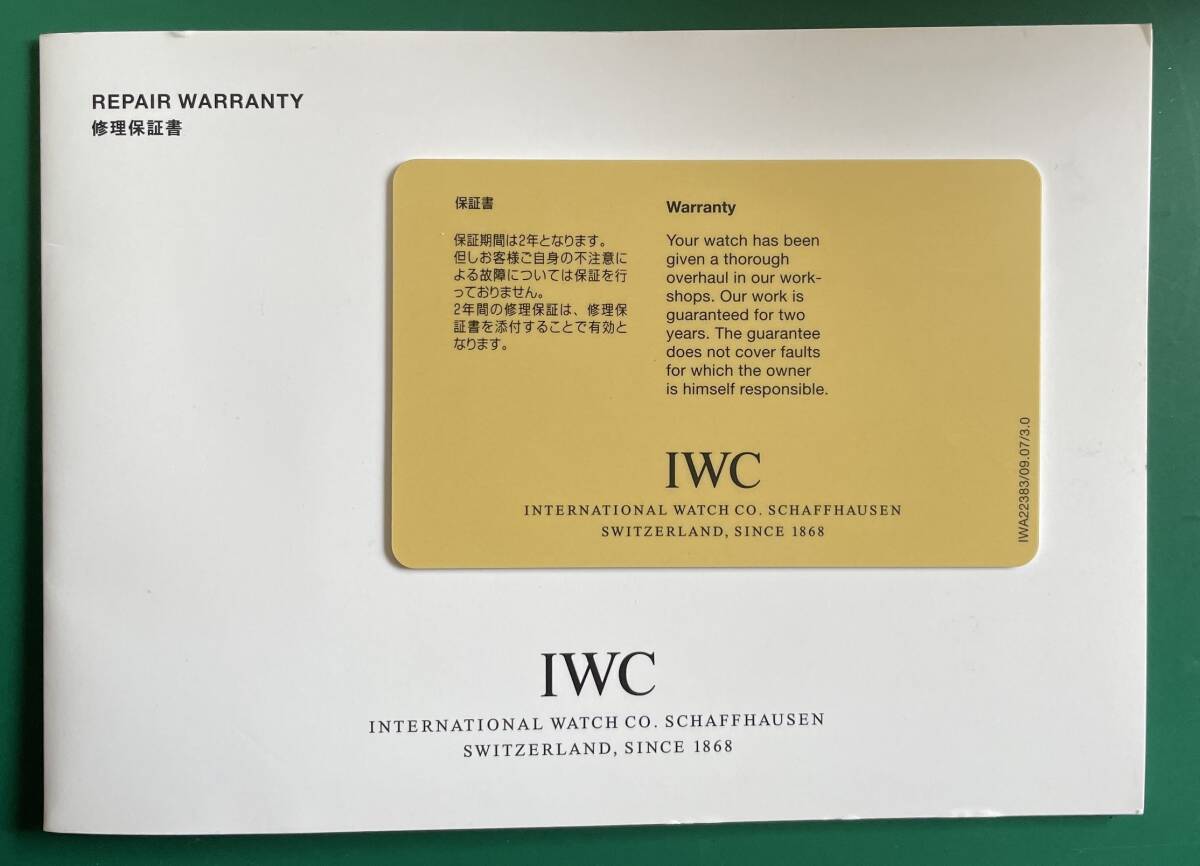 REPAIR WARRANTY
修理保証書
保証書
保証期間は2年となります。
但しお客様ご自身の不注意に
よる故障については保証を行
っておりません。
2年間の修理保証は、修理保
証書を添付することで有効と
なります。
Warranty
Your watch has been
given a thorough
overhaul in our work-
shops. Our work is
guaranteed for two
years. The guarantee
does not cover faults
for which the owner
is himself responsible.
IWC
INTERNATIONAL WATCH CO. SCHAFFHAUSEN
SWITZERLAND, SINCE 1868
IWA22383/09.07/3.0
IWC
INTERNATIONAL WATCH CO. SCHAFFHAUSEN
SWITZERLAND, SINCE 1868